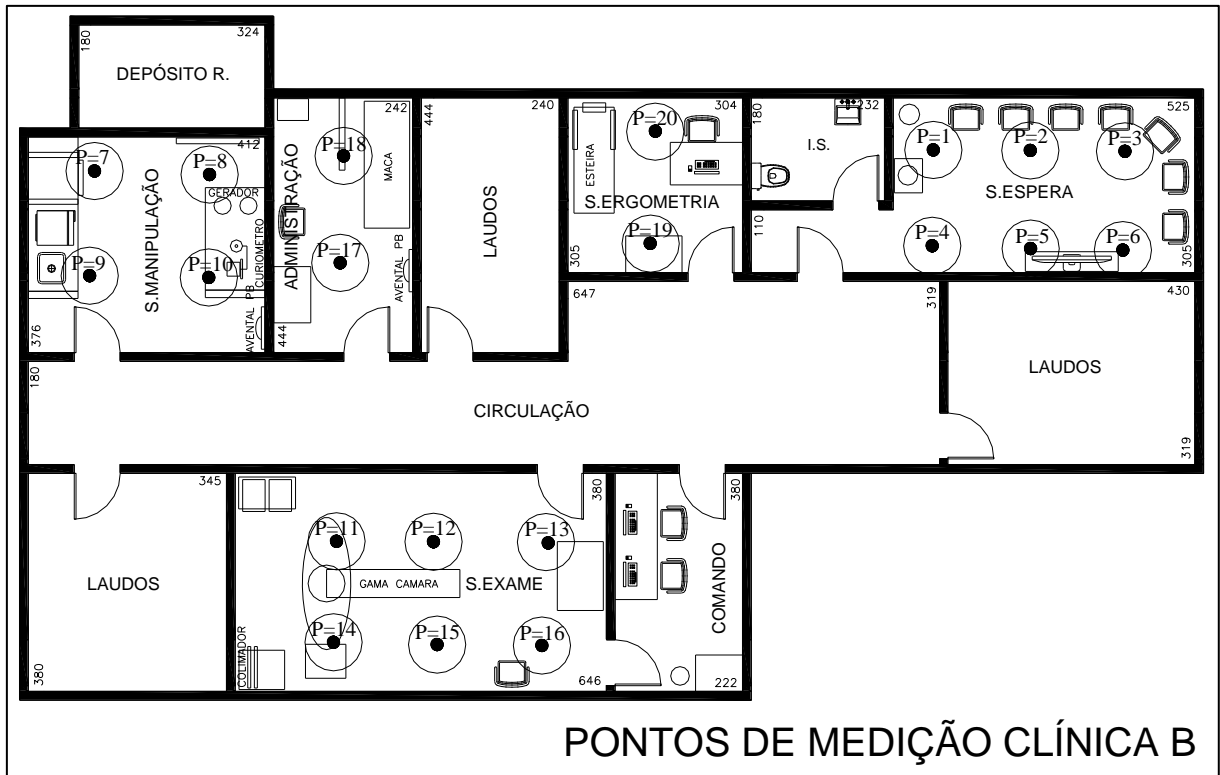 180
324
DEPÓSITO R.
412
P=7
P=8
GERADOR
S.MANIPULAÇÃO
P=9
P=10
CURIOMETRO
AVENTAL PB
376
242
P=18
MACA
ADMINISTRAÇÃO
P=17
AVENTAL PB
444
444
240
LAUDOS
304
P=20
ESTEIRA
S.ERGOMETRIA
P=19
305
180
232
I.S.
110
525
P=1
P=2
P=3
S.ESPERA
P=4
P=5
P=6
305
647
319
430
LAUDOS
319
180
CIRCULAÇÃO
345
LAUDOS
380
380
P=11
P=12
P=13
GAMA CAMARA
S.EXAME
P=14
P=15
P=16
COLIMADOR
646
380
COMANDO
222
PONTOS DE MEDIÇÃO CLÍNICA B